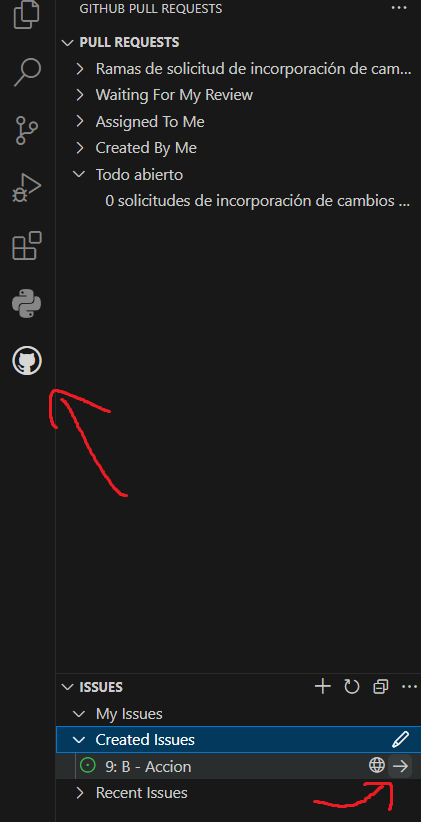 GITHUB PULL REQUESTS
PULL REQUESTS
Ramas de solicitud de incorporación de cam...
Waiting For My Review
Assigned To Me
Created By Me
Todo abierto
0 solicitudes de incorporación de cambios ...
ISSUES
My Issues
Created Issues
9: B - Accion
Recent Issues